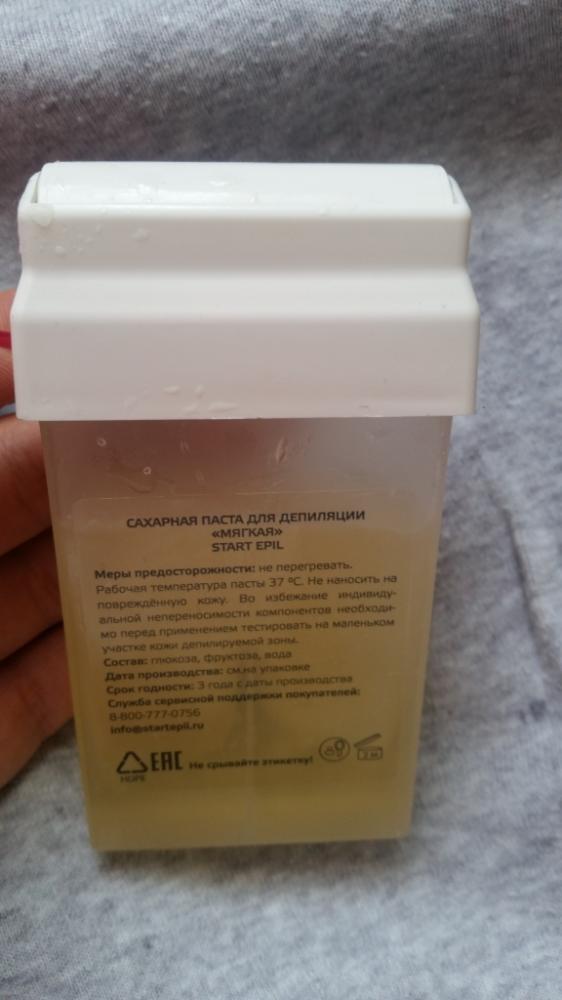 САХАРНАЯ ПАСТА ДЛЯ ДЕПИЛЯЦИИ
«МЯГКАЯ»
START EPIL
Меры предосторожности: не перегревать.
Рабочая температура пасты 37 ºС. Не наносить на
повреждённую кожу. Во избежание индивиду-
альной непереносимости компонентов необходи-
мо перед применением тестировать на маленьком
участке кожи депилируемой зоны.
Состав: глюкоза, фруктоза, вода
Дата производства: см.на упаковке
Срок годности: 3 года с даты производства
Служба сервисной поддержки покупателей:
8-800-777-0756
info@startepil.ru
EAC Не срывайте этикетку!
HDPE